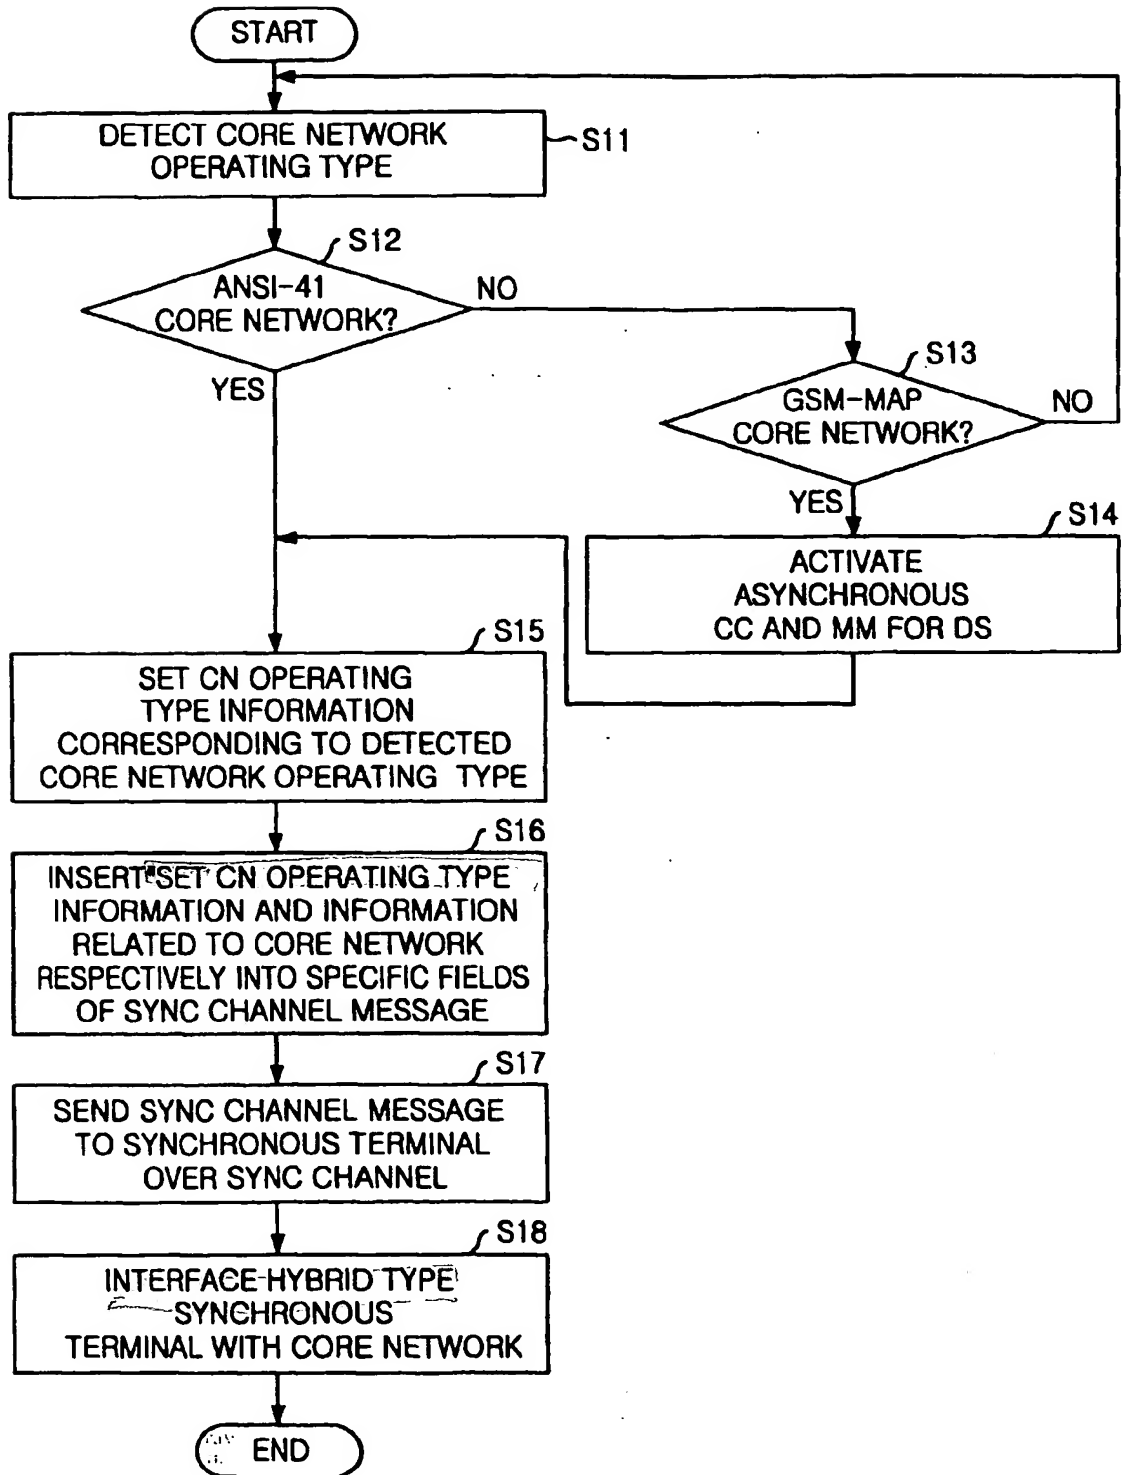 START
DETECT CORE NETWORK
OPERATING TYPE
S11
S12
ANSI-41
CORE NETWORK?
NO
YES
S13
GSM-MAP
CORE NETWORK?
NO
YES
S14
ACTIVATE
ASYNCHRONOUS
CC AND MM FOR DS
S15
SET CN OPERATING
TYPE INFORMATION
CORRESPONDING TO DETECTED
CORE NETWORK OPERATING TYPE
S16
INSERT SET CN OPERATING TYPE
INFORMATION AND INFORMATION
RELATED TO CORE NETWORK
RESPECTIVELY INTO SPECIFIC FIELDS
OF SYNC CHANNEL MESSAGE
S17
SEND SYNC CHANNEL MESSAGE
TO SYNCHRONOUS TERMINAL
OVER SYNC CHANNEL
S18
INTERFACE HYBRID TYPE
SYNCHRONOUS
TERMINAL WITH CORE NETWORK
END